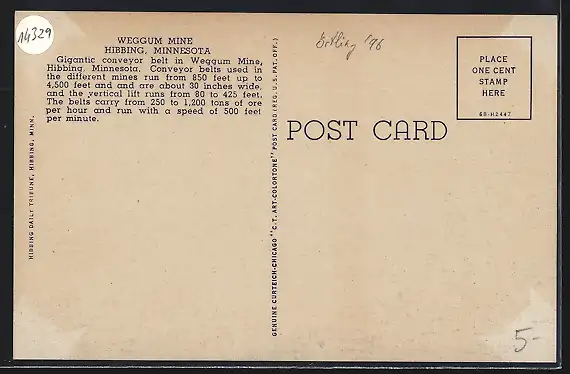 14329
WEGGUM MINE
HIBBING, MINNESOTA
Gigantic conveyor belt in Weggum Mine,
Hibbing, Minnesota. Conveyor belts used in
the different mines run from 850 feet up to
4,500 feet and and are about 30 inches wide,
and the vertical lift runs from 80 to 425 feet.
The belts carry from 250 to 1,200 tons of ore
per hour and run with a speed of 500 feet
per minute.
HIBBING DAILY TRIBUNE, HIBBING, MINN.
GENUINE CURTEICH-CHICAGO "C.T. ART-COLORTONE" POST CARD (REG. U.S. PAT. OFF.)
'96
POST CARD
PLACE
ONE CENT
STAMP
HERE
6B-H2447
5-